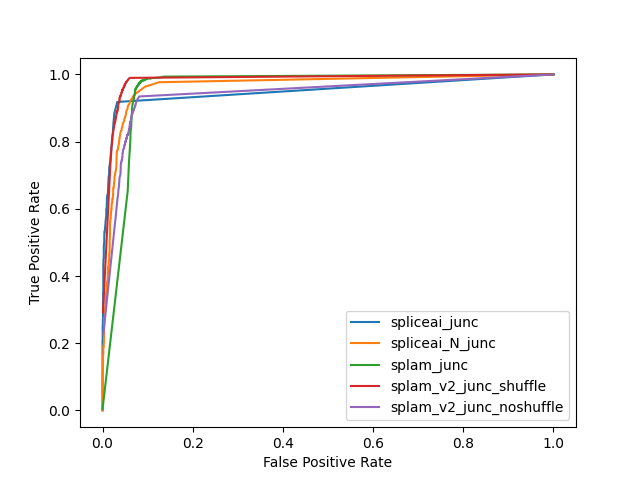 1.0
0.8
0.6
0.4
0.2
0.0
True Positive Rate
0.0 0.2 0.4 0.6 0.8 1.0
False Positive Rate
spliceai_junc
spliceai_N_junc
splam_junc
splam_v2_junc_shuffle
splam_v2_junc_noshuffle